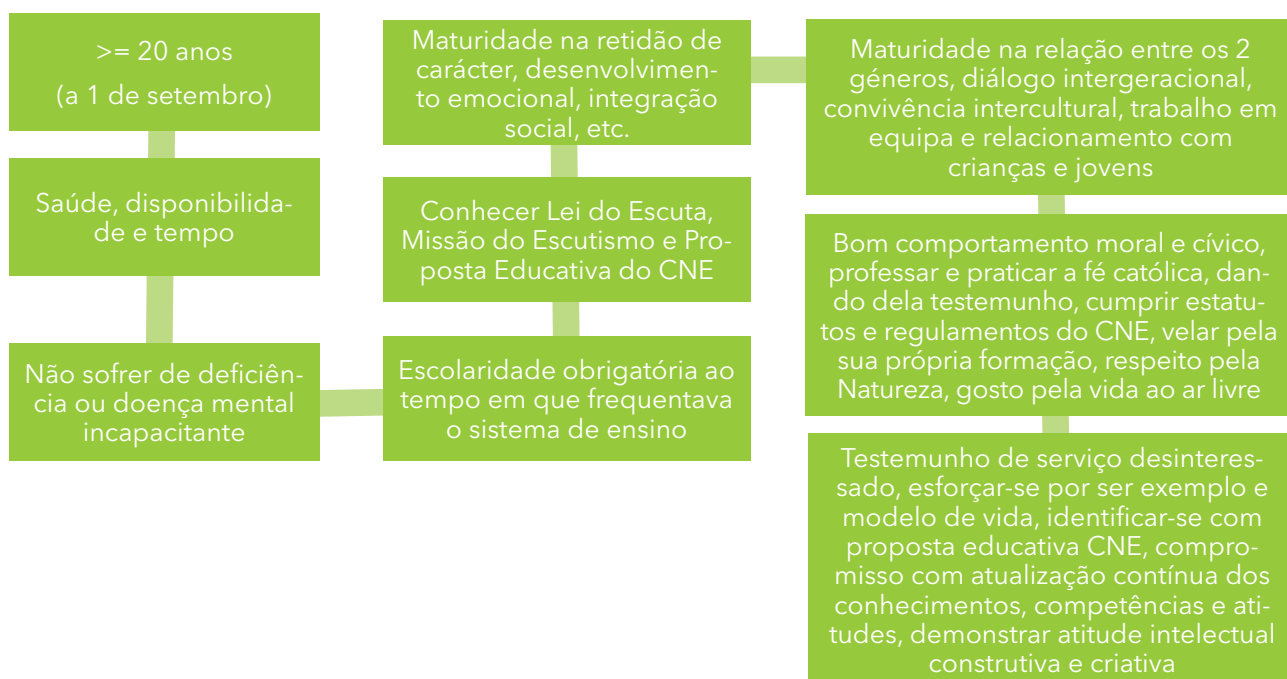 >= 20 anos
(a 1 de setembro)
Saúde, disponibilida-
de e tempo
Não sofrer de deficiên-
cia ou doença mental
incapacitante
Escolaridade obrigatória ao
tempo em que frequentava
o sistema de ensino
Conhecer Lei do Escuta,
Missão do Escutismo e Pro-
posta Educativa do CNE
Maturidade na retidão de
carácter, desenvolvimen-
to emocional, integração
social, etc.
Maturidade na relação entre os 2
géneros, diálogo intergeracional,
convivência intercultural, trabalho em
equipa e relacionamento com
crianças e jovens
Bom comportamento moral e cívico,
professar e praticar a fé católica, dan-
do dela testemunho, cumprir estatu-
tos e regulamentos do CNE, velar pela
sua própria formação, respeito pela
Natureza, gosto pela vida ao ar livre
Testemunho de serviço desinteres-
sado, esforçar-se por ser exemplo e
modelo de vida, identificar-se com
proposta educativa CNE, compro-
misso com atualização contínua dos
conhecimentos, competências e ati-
tudes, demonstrar atitude intelectual
construtiva e criativa